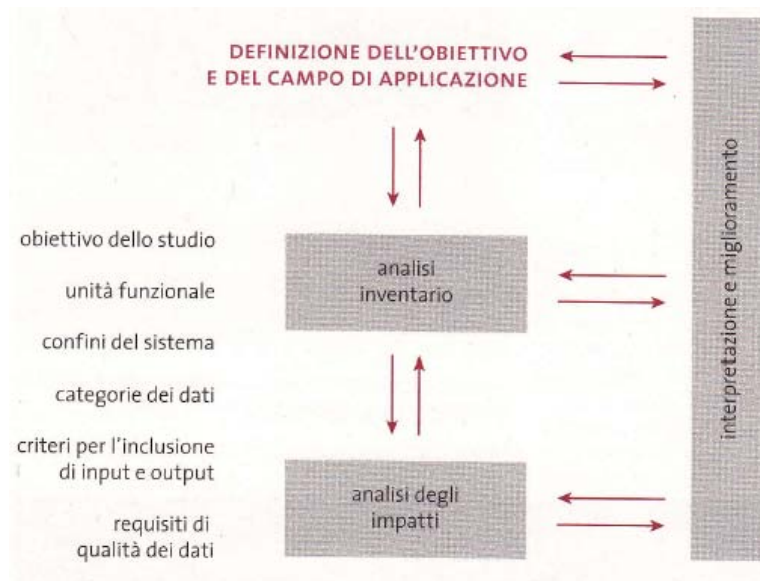 DEFINIZIONE DELL'OBIETTIVO
E DEL CAMPO DI APPLICAZIONE
obiettivo dello studio
unità funzionale
confini del sistema
categorie dei dati
criteri per l'inclusione
di input e output
requisiti di
qualità dei dati
analisi
inventario
analisi degli
impatti
interpretazione e miglioramento